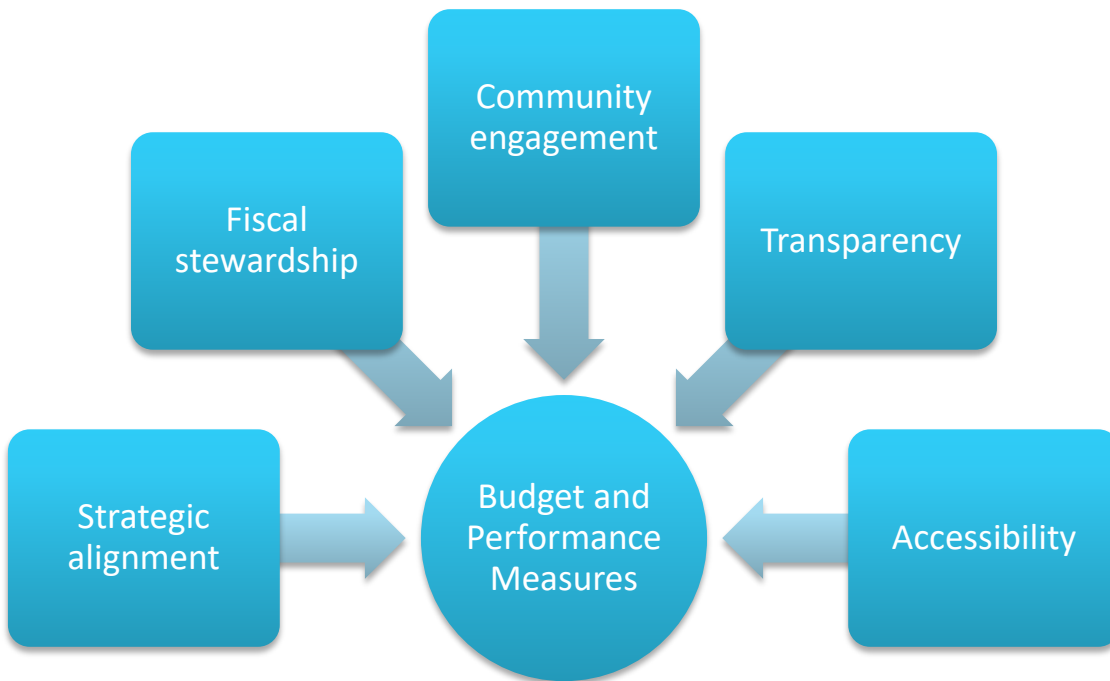 Community
engagement
Fiscal
stewardship
Transparency
Strategic
alignment
Budget and
Performance
Measures
Accessibility